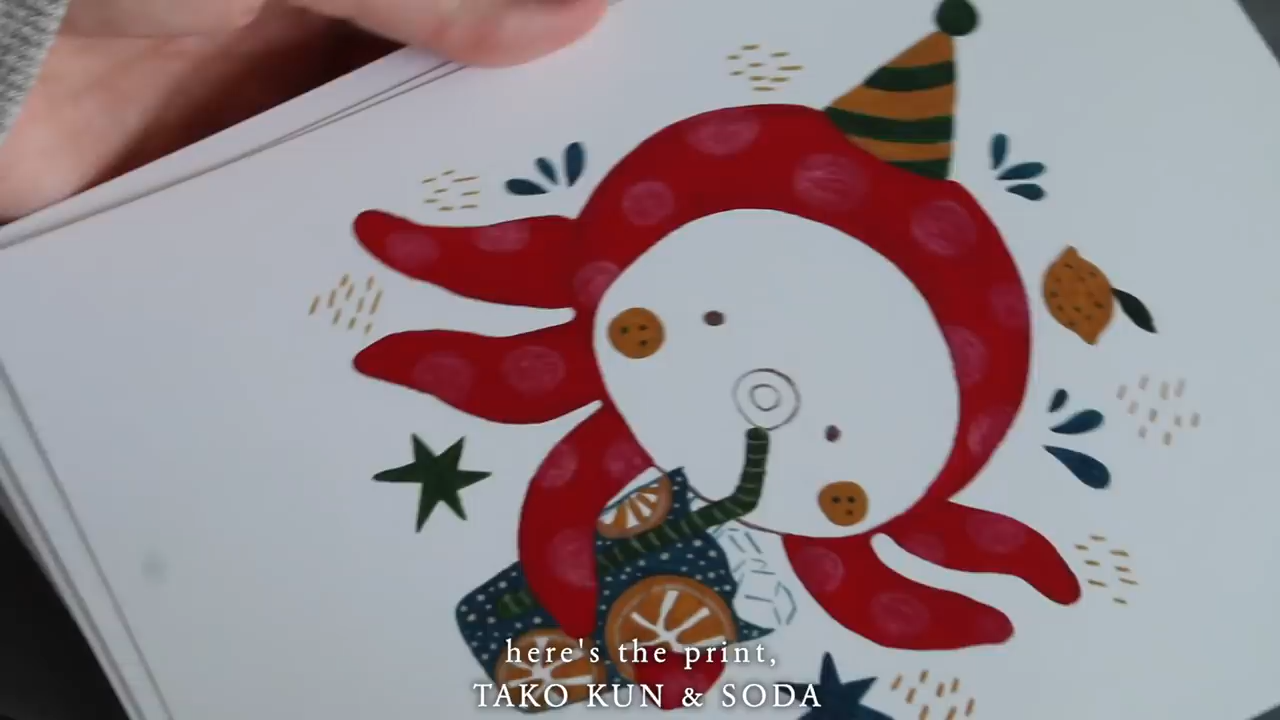 here's the print,
TAKO KUN & SODA